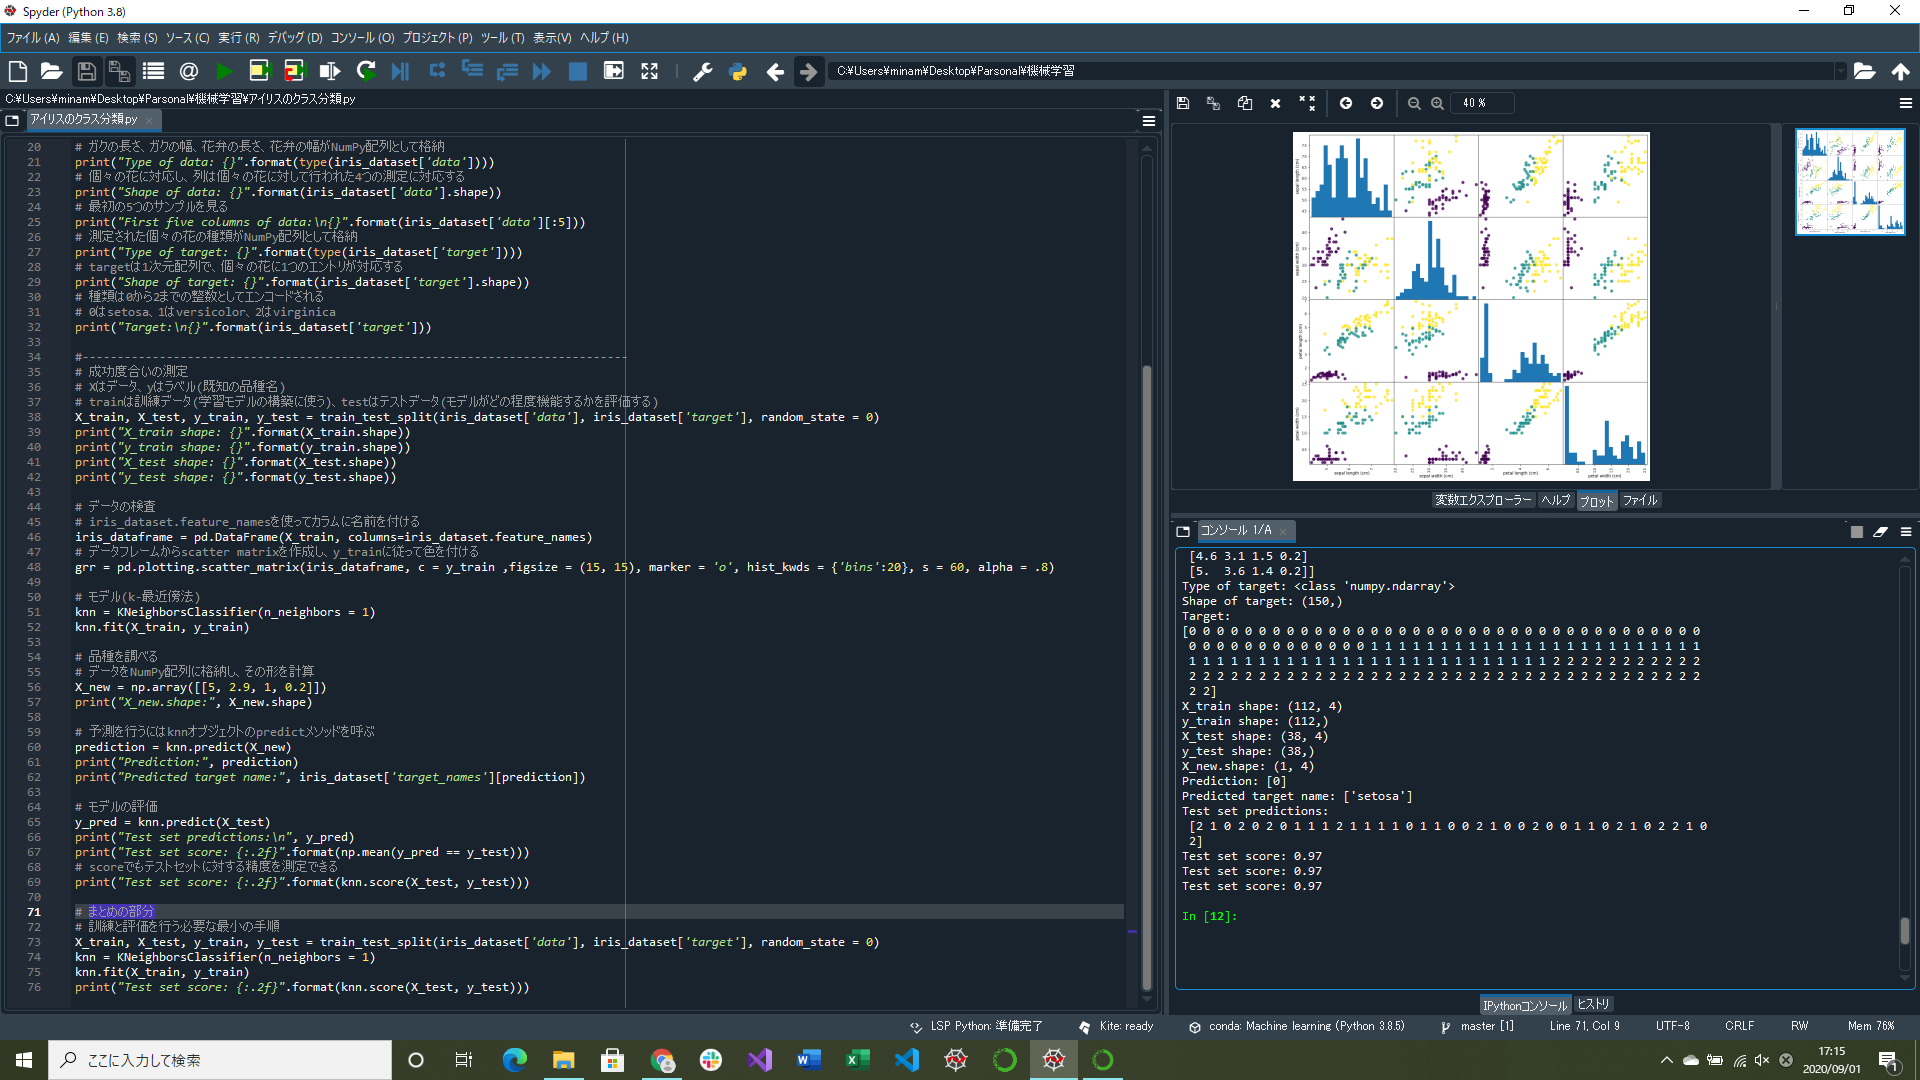 Spyder (Python 3.8)
ファイル (A) 編集 (E) 検索 (S) ソース (C) 実行 (R) デバッグ (D) コンソール (O) プロジェクト (P) ツール (T) 表示(V) ヘルプ (H)
C:¥Users¥minam¥Desktop¥Parsonal¥機械学習
C:¥Users¥minam¥Desktop¥Parsonal¥機械学習¥アイリスのクラス分類.py
アイリスのクラス分類.py
20 # ガクの長さ、ガクの幅、花弁の長さ、花弁の幅がNumPy配列として格納
21 print("Type of data: {}".format(type(iris_dataset['data'])))
22 # 個々の花に対応し、列は個々の花に対して行われた4つの測定に対応する
23 print("Shape of data: {}".format(iris_dataset['data'].shape))
24 # 最初の5つのサンプルを見る
25 print("First five columns of data:\n{}".format(iris_dataset['data'][:5]))
26 # 測定された個々の花の種類がNumPy配列として格納
27 print("Type of target: {}".format(type(iris_dataset['target'])))
28 # targetは1次元配列で、個々の花に1つのエントリが対応する
29 print("Shape of target: {}".format(iris_dataset['target'].shape))
30 # 種類は0から2までの整数としてエンコードされる
31 # 0はsetosa、1はversicolor、2はvirginica
32 print("Target:\n{}".format(iris_dataset['target']))
33
34 #------------------------------------------------------------------------------
35 # 成功度合いの測定
36 # Xはデータ、yはラベル(既知の品種名)
37 # trainは訓練データ(学習モデルの構築に使う)、testはテストデータ(モデルがどの程度機能するかを評価する)
38 X_train, X_test, y_train, y_test = train_test_split(iris_dataset['data'], iris_dataset['target'], random_state = 0)
39 print("X_train shape: {}".format(X_train.shape))
40 print("y_train shape: {}".format(y_train.shape))
41 print("X_test shape: {}".format(X_test.shape))
42 print("y_test shape: {}".format(y_test.shape))
43
44 # データの検査
45 # iris_dataset.feature_namesを使ってカラムに名前を付ける
46 iris_dataframe = pd.DataFrame(X_train, columns=iris_dataset.feature_names)
47 # データフレームからscatter matrixを作成し、y_trainに従って色を付ける
48 grr = pd.plotting.scatter_matrix(iris_dataframe, c = y_train ,figsize = (15, 15), marker = 'o', hist_kwds = {'bins':20}, s = 60, alpha = .8)
49
50 # モデル(k-最近傍法)
51 knn = KNeighborsClassifier(n_neighbors = 1)
52 knn.fit(X_train, y_train)
53
54 # 品種を調べる
55 # データをNumPy配列に格納し、その形を計算
56 X_new = np.array([[5, 2.9, 1, 0.2]])
57 print("X_new.shape:", X_new.shape)
58
59 # 予測を行うにはknnオブジェクトのpredictメソッドを呼ぶ
60 prediction = knn.predict(X_new)
61 print("Prediction:", prediction)
62 print("Predicted target name:", iris_dataset['target_names'][prediction])
63
64 # モデルの評価
65 y_pred = knn.predict(X_test)
66 print("Test set predictions:\n", y_pred)
67 print("Test set score: {:.2f}".format(np.mean(y_pred == y_test)))
68 # scoreでもテストセットに対する精度を測定できる
69 print("Test set score: {:.2f}".format(knn.score(X_test, y_test)))
70
71 # まとめの部分
72 # 訓練と評価を行う必要な最小の手順
73 X_train, X_test, y_train, y_test = train_test_split(iris_dataset['data'], iris_dataset['target'], random_state = 0)
74 knn = KNeighborsClassifier(n_neighbors = 1)
75 knn.fit(X_train, y_train)
76 print("Test set score: {:.2f}".format(knn.score(X_test, y_test)))
40 %
sepal length (cm) sepal width (cm) petal length (cm) petal width (cm)
変数エクスプローラー ヘルプ プロット ファイル
コンソール 1/A
[4.6 3.1 1.5 0.2]
[5. 3.6 1.4 0.2]]
Type of target: <class 'numpy.ndarray'>
Shape of target: (150,)
Target:
[0 0 0 0 0 0 0 0 0 0 0 0 0 0 0 0 0 0 0 0 0 0 0 0 0 0 0 0 0 0 0 0 0 0 0 0 0
0 0 0 0 0 0 0 0 0 0 0 0 0 1 1 1 1 1 1 1 1 1 1 1 1 1 1 1 1 1 1 1 1 1 1 1 1
1 1 1 1 1 1 1 1 1 1 1 1 1 1 1 1 1 1 1 1 1 1 1 1 1 1 2 2 2 2 2 2 2 2 2 2 2
2 2 2 2 2 2 2 2 2 2 2 2 2 2 2 2 2 2 2 2 2 2 2 2 2 2 2 2 2 2 2 2 2 2 2 2 2
2 2]
X_train shape: (112, 4)
y_train shape: (112,)
X_test shape: (38, 4)
y_test shape: (38,)
X_new.shape: (1, 4)
Prediction: [0]
Predicted target name: ['setosa']
Test set predictions:
[2 1 0 2 0 2 0 1 1 1 2 1 1 1 1 0 1 1 0 0 2 1 0 0 2 0 0 1 1 0 2 1 0 2 2 1 0
2]
Test set score: 0.97
Test set score: 0.97
Test set score: 0.97
In [12]:
IPythonコンソール ヒストリ
LSP Python: 準備完了 Kite: ready conda: Machine learning (Python 3.8.5) master [1] Line 71, Col 9 UTF-8 CRLF RW Mem 76%
ここに入力して検索
17:15
2020/09/01
1